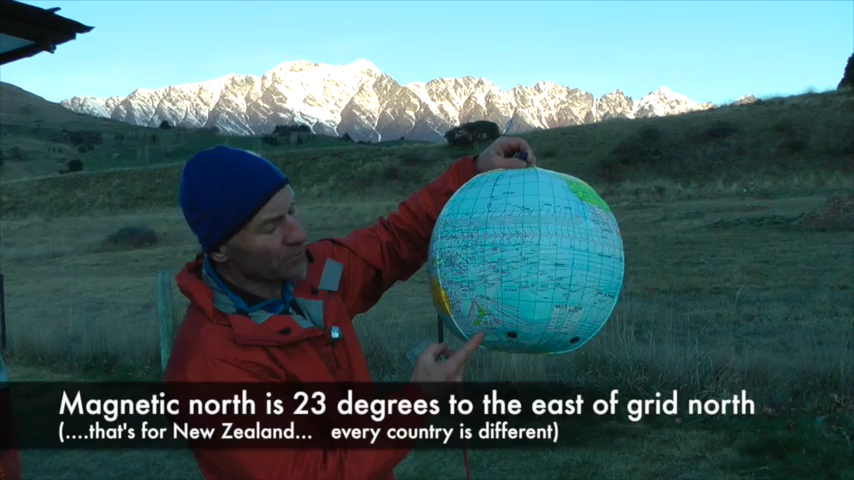 Magnetic north is 23 degrees to the east of grid north
(....that's for New Zealand... every country is different)